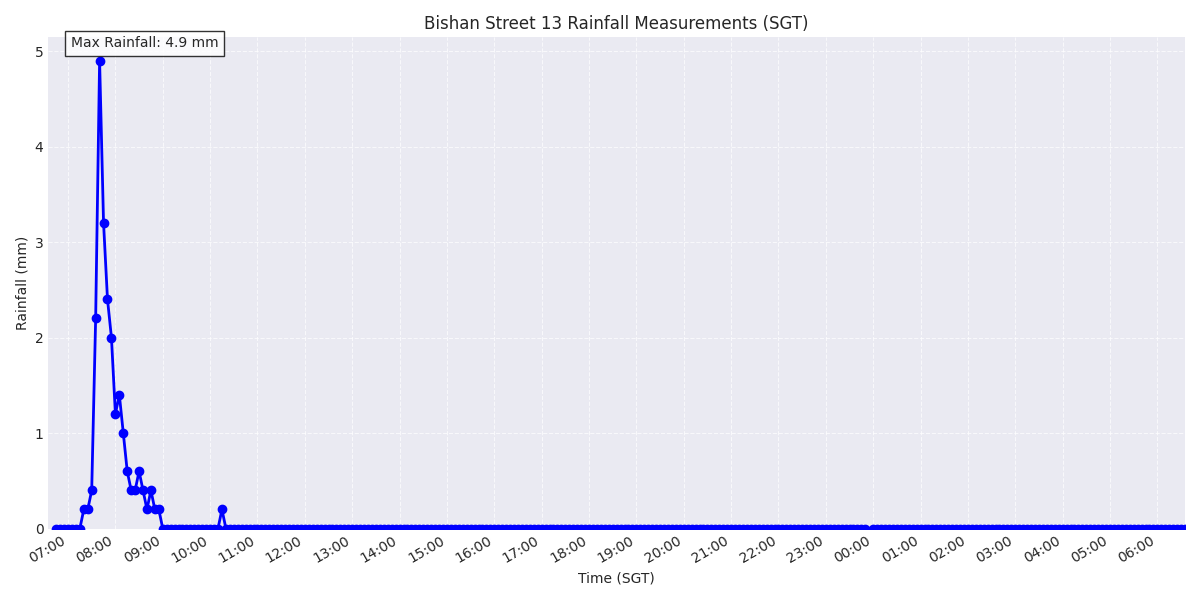 Bishan Street 13 Rainfall Measurements (SGT)
Max Rainfall: 4.9 mm
5
4
3
2
1
0
Rainfall (mm)
07:00 08:00 09:00 10:00 11:00 12:00 13:00 14:00 15:00 16:00 17:00 18:00 19:00 20:00 21:00 22:00 23:00 00:00 01:00 02:00 03:00 04:00 05:00 06:00
Time (SGT)